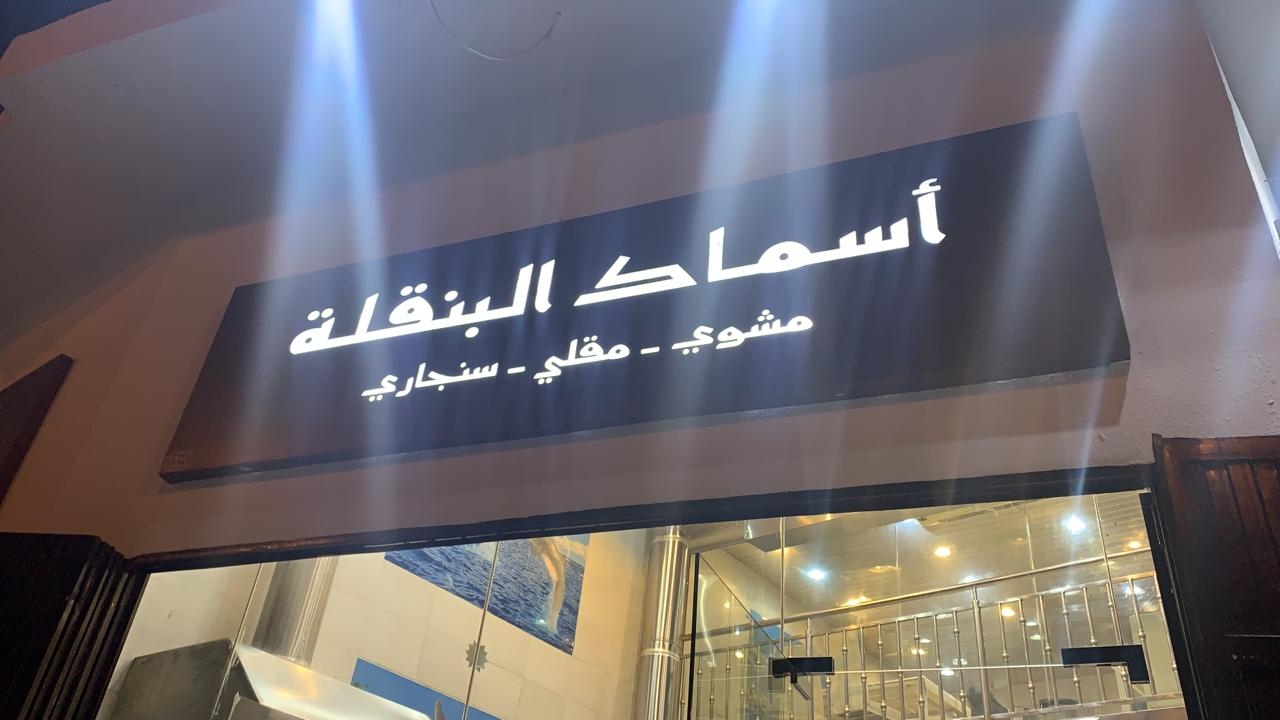 أسماك البنقلة
مشوي - مقلي - سنجاري